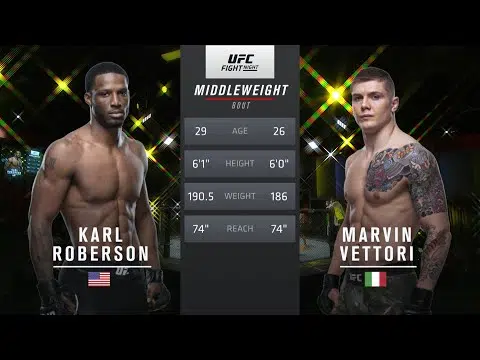 UFC
FIGHT NIGHT
MIDDLEWEIGHT
BOUT
29 AGE 26
6'1" HEIGHT 6'0"
190.5 WEIGHT 186
74" REACH 74"
KARL
ROBERSON
MARVIN
VETTORI